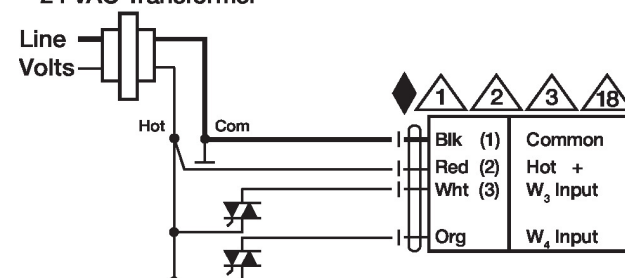 24 VAC Transformer
Line
Volts
1 2 3 18
Hot
Com
Blk (1) Common
Red (2) Hot +
Wht (3) W3 Input
Org W4 Input